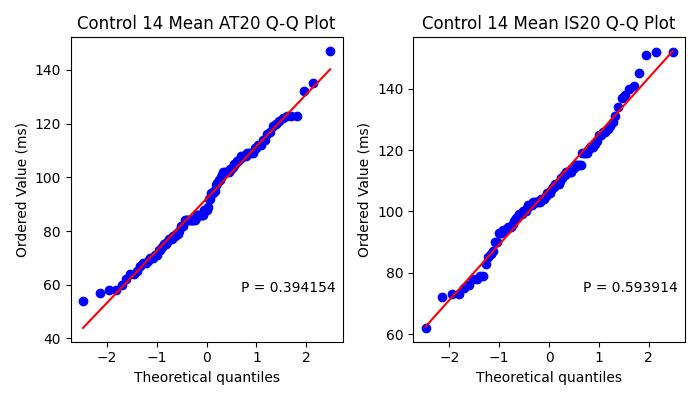 Control 14 Mean AT20 Q-Q Plot
Ordered Value (ms)
140
120
100
80
60
40
P = 0.394154
−2
−1
0
1
2
Theoretical quantiles
Control 14 Mean IS20 Q-Q Plot
Ordered Value (ms)
140
120
100
80
60
P = 0.593914
−2
−1
0
1
2
Theoretical quantiles